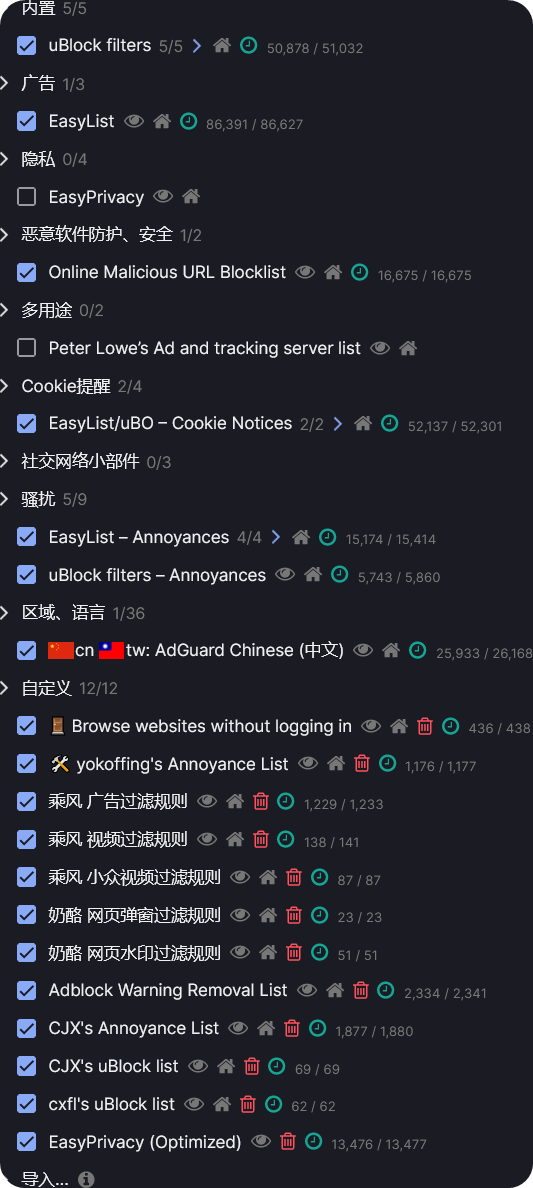 内置 5/5
uBlock filters 5/5 50,878 / 51,032
广告 1/3
EasyList 86,391 / 86,627
隐私 0/4
EasyPrivacy
恶意软件防护、安全 1/2
Online Malicious URL Blocklist 16,675 / 16,675
多用途 0/2
Peter Lowe’s Ad and tracking server list
Cookie提醒 2/4
EasyList/uBO – Cookie Notices 2/2 52,137 / 52,301
社交网络小部件 0/3
骚扰 5/9
EasyList – Annoyances 4/4 15,174 / 15,414
uBlock filters – Annoyances 5,743 / 5,860
区域、语言 1/36
🇨🇳cn 🇹🇼tw: AdGuard Chinese (中文) 25,933 / 26,168
自定义 12/12
🚪Browse websites without logging in 436 / 438
🛠️ yokoffing's Annoyance List 1,176 / 1,177
乘风 广告过滤规则 1,229 / 1,233
乘风 视频过滤规则 138 / 141
乘风 小众视频过滤规则 87 / 87
奶酪 网页弹窗过滤规则 23 / 23
奶酪 网页水印过滤规则 51 / 51
Adblock Warning Removal List 2,334 / 2,341
CJX's Annoyance List 1,877 / 1,880
CJX's uBlock list 69 / 69
cxfl's uBlock list 62 / 62
EasyPrivacy (Optimized) 13,476 / 13,477
导入...